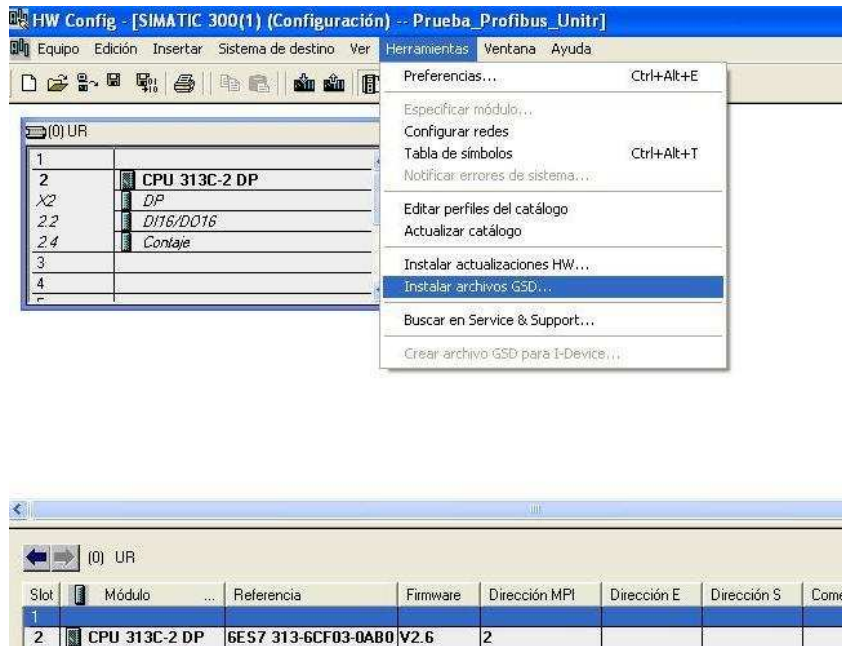 HW Config - [SIMATIC 300(1) (Configuración) -- Prueba_Profibus_Unitr]
Equipo Edición Insertar Sistema de destino Ver Herramientas Ventana Ayuda
Preferencias... Ctrl+Alt+E
Especificar módulo...
Configurar redes
Tabla de símbolos Ctrl+Alt+T
Notificar errores de sistema...
Editar perfiles del catálogo
Actualizar catálogo
Instalar actualizaciones HW...
Instalar archivos GSD...
Buscar en Service & Support...
Crear archivo GSD para I-Device...
(0) UR
1
2 CPU 313C-2 DP
X2 DP
2.2 DI16/DO16
2.4 Contaje
3
4
(0) UR
Slot Módulo ... Referencia Firmware Dirección MPI Dirección E Dirección S Come
1
2 CPU 313C-2 DP 6ES7 313-6CF03-0AB0 V2.6 2